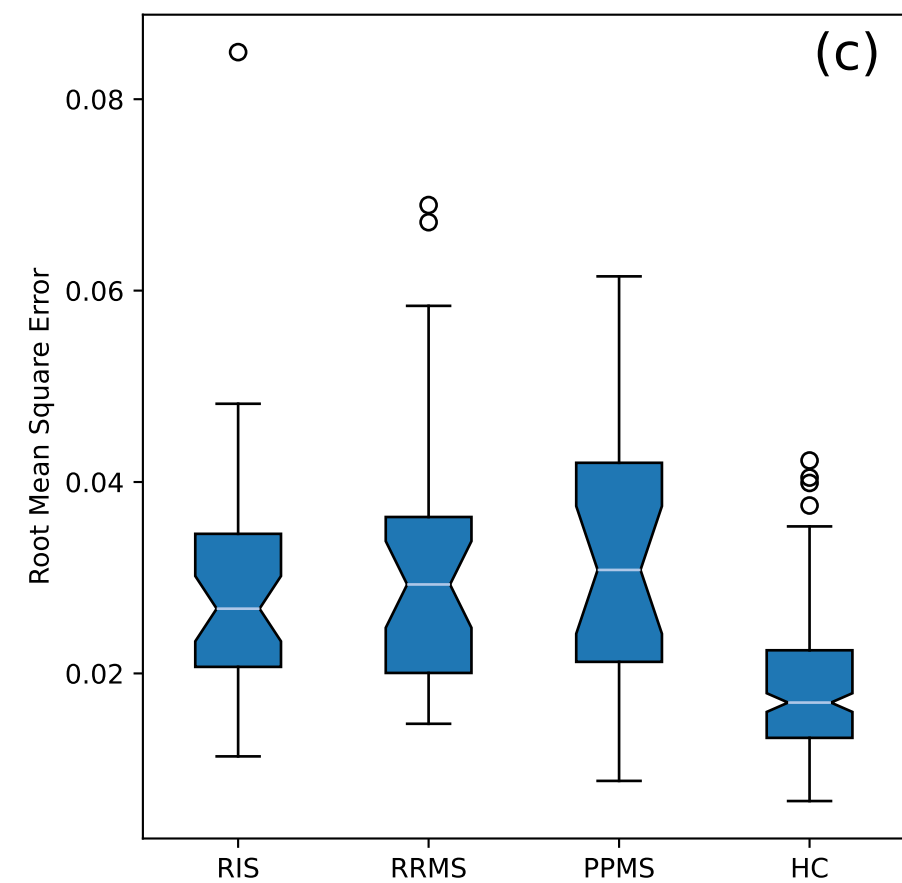 (c)
0.08
0.06
0.04
0.02
Root Mean Square Error
RIS RRMS PPMS HC